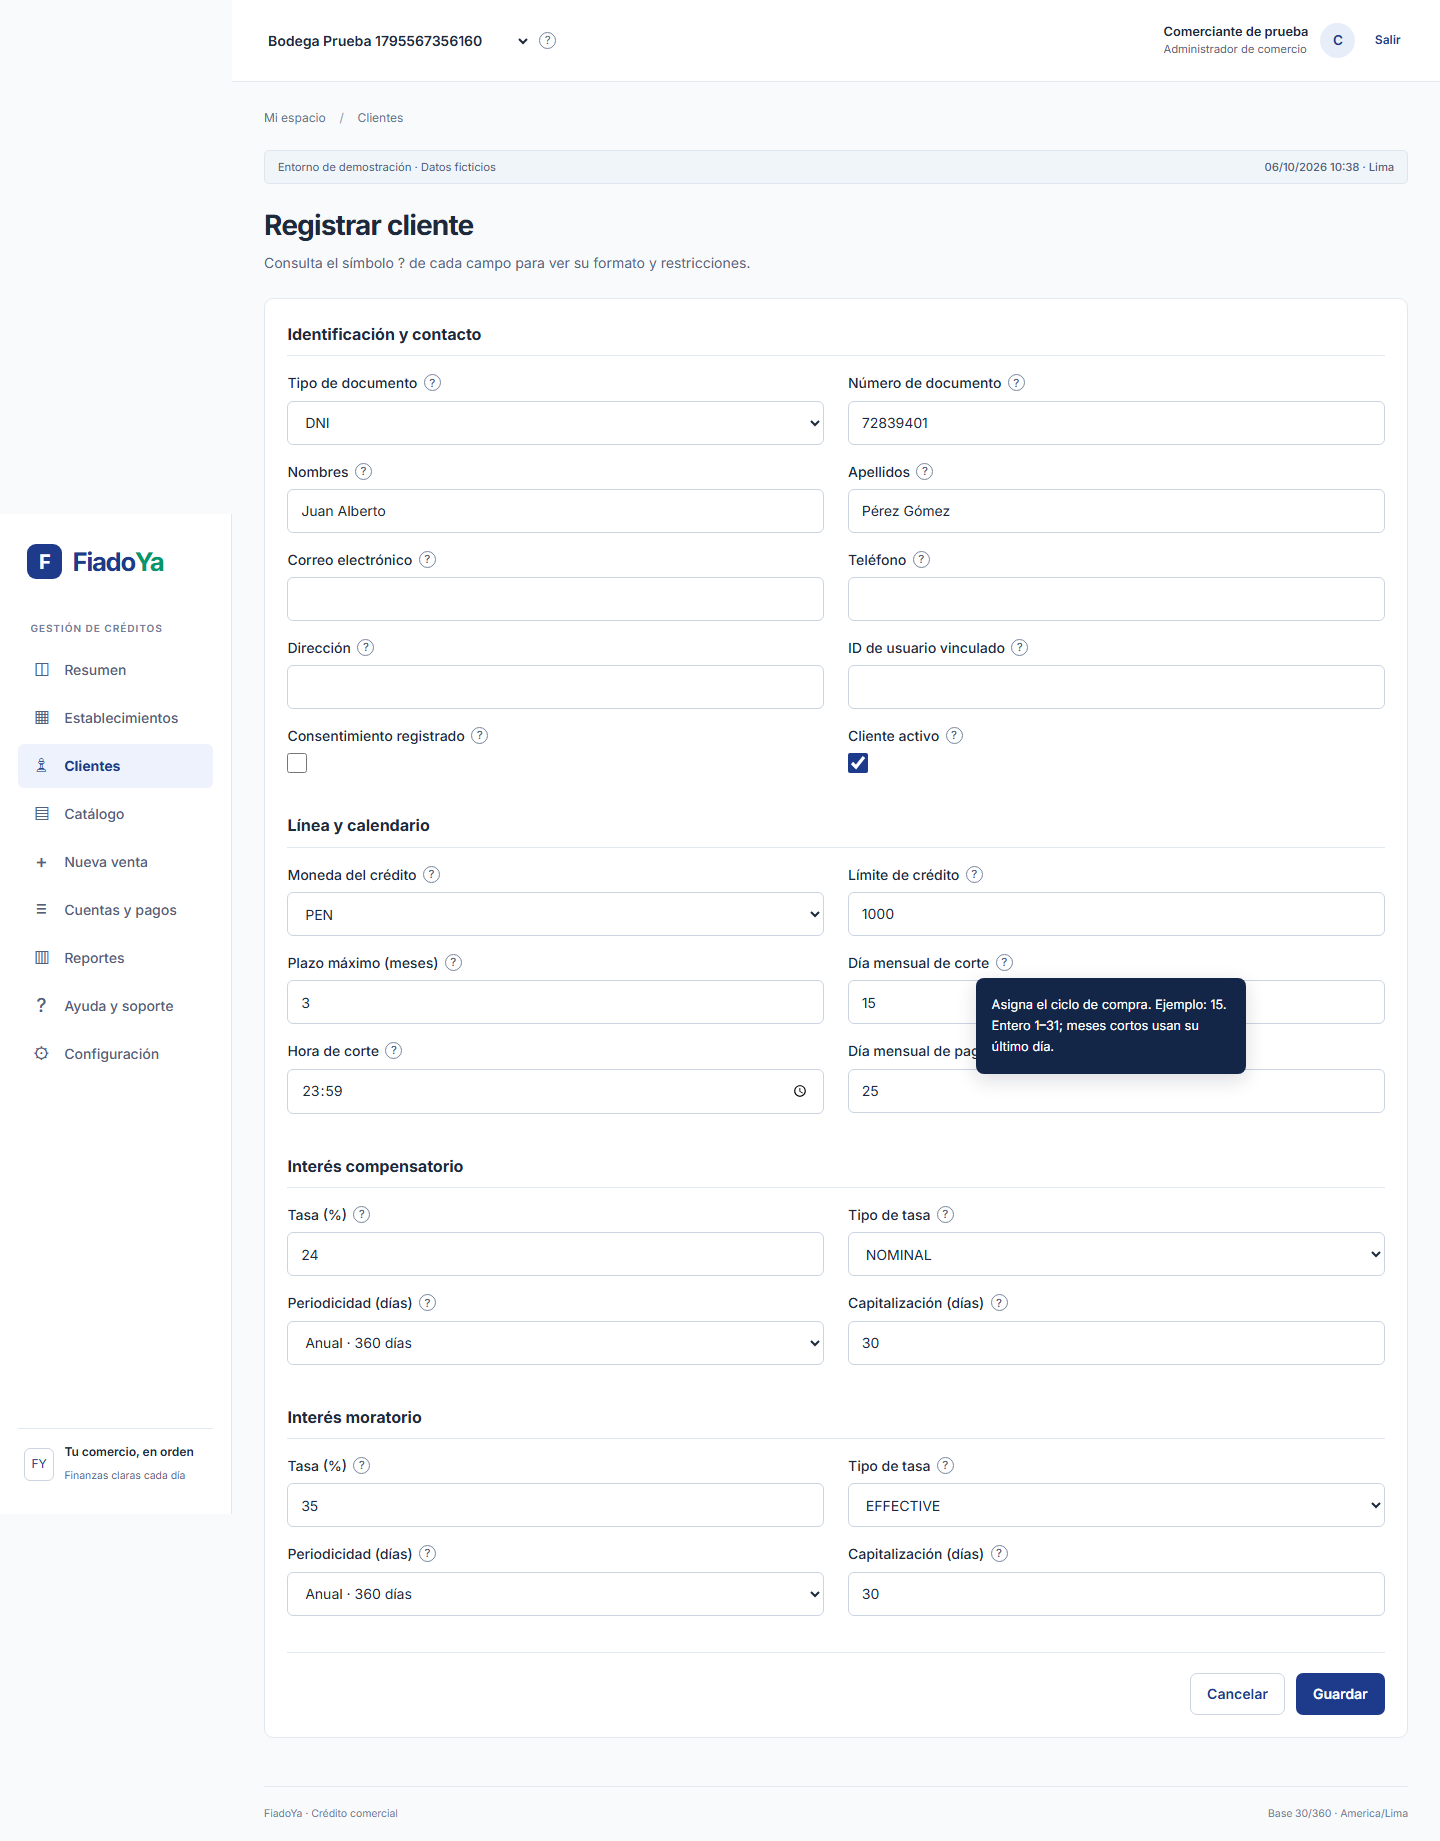 Bodega Prueba 1795567356160 ?
Comerciante de prueba
Administrador de comercio
C
Salir
Mi espacio / Clientes
Entorno de demostración · Datos ficticios
06/10/2026 10:38 · Lima
Registrar cliente
Consulta el símbolo ? de cada campo para ver su formato y restricciones.
F FiadoYa
GESTIÓN DE CRÉDITOS
Resumen
Establecimientos
Clientes
Catálogo
+ Nueva venta
Cuentas y pagos
Reportes
? Ayuda y soporte
Configuración
FY
Tu comercio, en orden
Finanzas claras cada día
Identificación y contacto
Tipo de documento ?
DNI
Número de documento ?
72839401
Nombres ?
Juan Alberto
Apellidos ?
Pérez Gómez
Correo electrónico ?
Teléfono ?
Dirección ?
ID de usuario vinculado ?
Consentimiento registrado ?
Cliente activo ?
Línea y calendario
Moneda del crédito ?
PEN
Límite de crédito ?
1000
Plazo máximo (meses) ?
3
Día mensual de corte ?
15
Asigna el ciclo de compra. Ejemplo: 15.
Entero 1–31; meses cortos usan su
último día.
Hora de corte ?
23:59
Día mensual de pag
25
Interés compensatorio
Tasa (%) ?
24
Tipo de tasa ?
NOMINAL
Periodicidad (días) ?
Anual · 360 días
Capitalización (días) ?
30
Interés moratorio
Tasa (%) ?
35
Tipo de tasa ?
EFFECTIVE
Periodicidad (días) ?
Anual · 360 días
Capitalización (días) ?
30
Cancelar
Guardar
FiadoYa · Crédito comercial
Base 30/360 · America/Lima